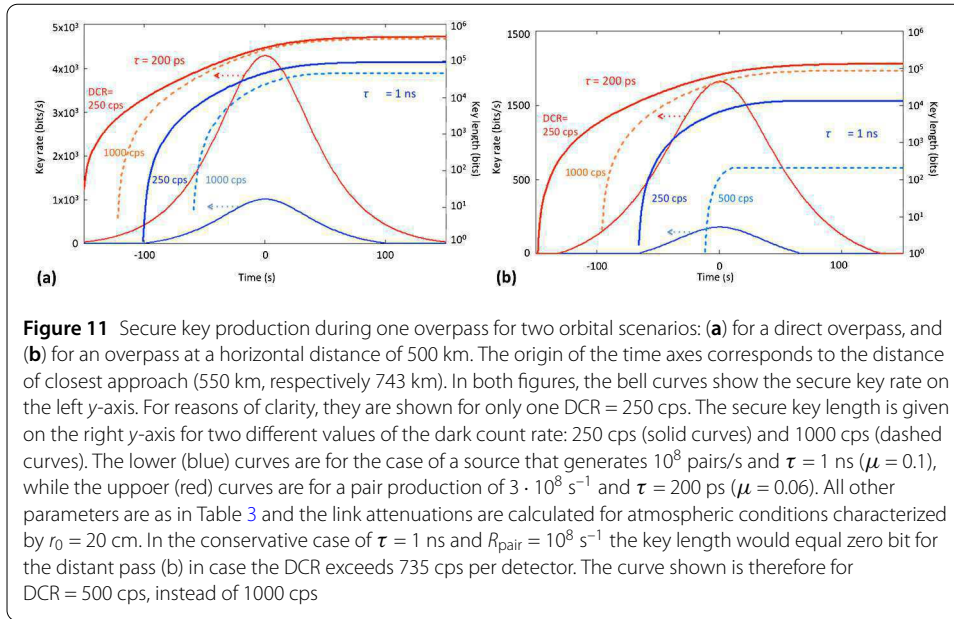 5x10³
4x10³
3x10³
2x10³
1x10³
0
Key rate (bits/s)
τ = 200 ps
DCR=
250 cps
1000 cps
250 cps
1000 cps
τ = 1 ns
10⁶
10⁵
10⁴
10³
10²
10¹
10⁰
Key length (bits)
-100
0
100
Time (s)
(a)
1500
1500
500
0
Key rate (bits/s)
τ = 200 ps
DCR=
250 cps
1000 cps
250 cps
500 cps
τ = 1 ns
10⁶
10⁵
10⁴
10³
10²
10¹
10⁰
Key length (bits)
-100
0
100
Time (s)
(b)
Figure 11 Secure key production during one overpass for two orbital scenarios: (a) for a direct overpass, and
(b) for an overpass at a horizontal distance of 500 km. The origin of the time axes corresponds to the distance
of closest approach (550 km, respectively 743 km). In both figures, the bell curves show the secure key rate on
the left y-axis. For reasons of clarity, they are shown for only one DCR = 250 cps. The secure key length is given
on the right y-axis for two different values of the dark count rate: 250 cps (solid curves) and 1000 cps (dashed
curves). The lower (blue) curves are for the case of a source that generates 10⁸ pairs/s and τ = 1 ns (μ = 0.1),
while the uppoer (red) curves are for a pair production of 3 · 10⁸ s⁻¹ and τ = 200 ps (μ = 0.06). All other
parameters are as in Table 3 and the link attenuations are calculated for atmospheric conditions characterized
by r₀ = 20 cm. In the conservative case of τ = 1 ns and R_pair = 10⁸ s⁻¹ the key length would equal zero bit for
the distant pass (b) in case the DCR exceeds 735 cps per detector. The curve shown is therefore for
DCR = 500 cps, instead of 1000 cps